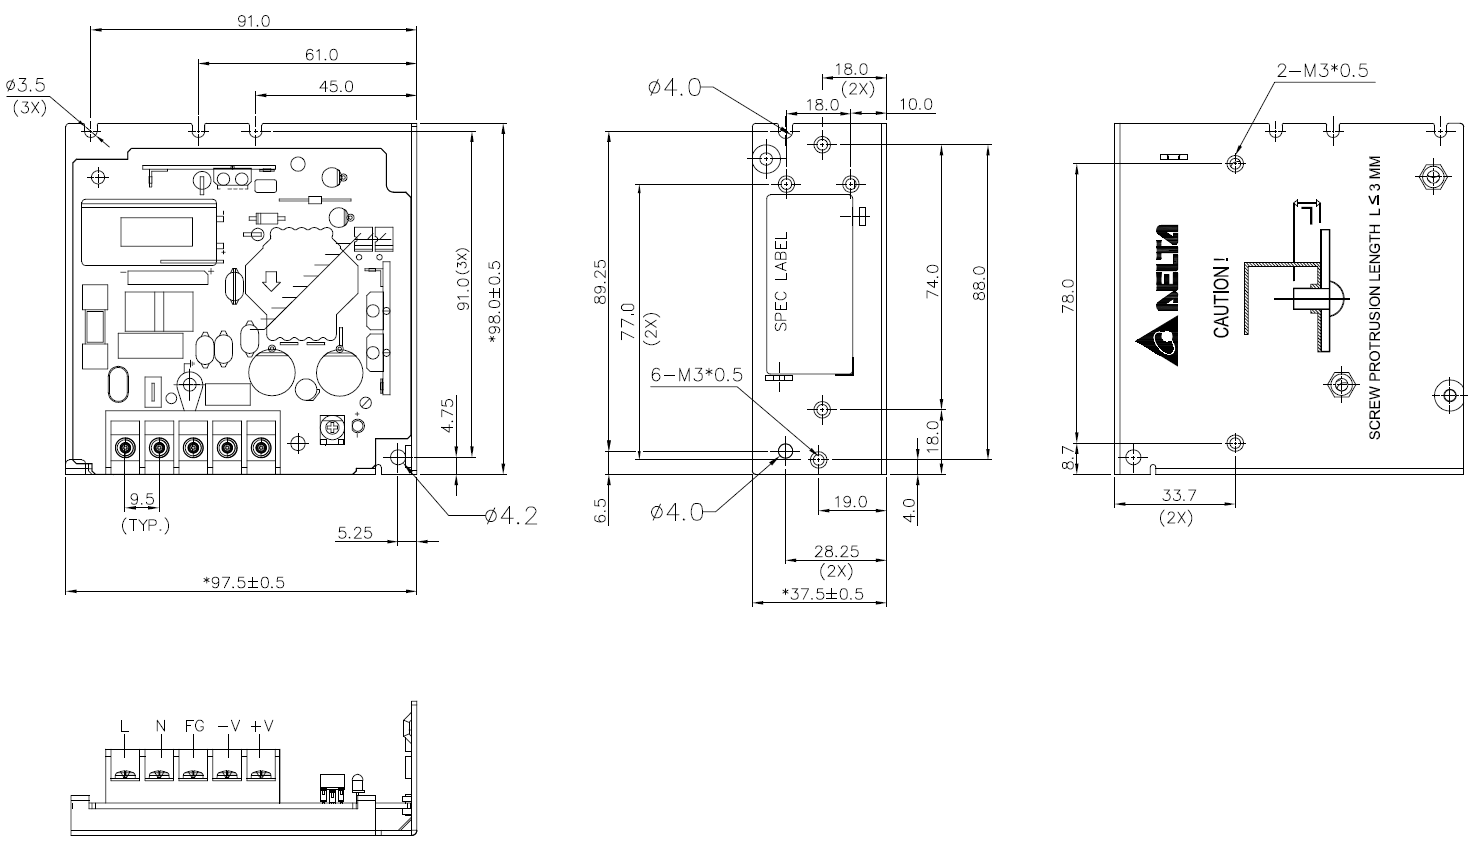 91.0
61.0
45.0
ø3.5
(3X)
91.0(3X)
*98.0±0.5
4.75
9.5
(TYP.)
ø4.2
5.25
*97.5±0.5
18.0
(2X)
ø4.0
18.0
10.0
89.25
77.0
(2X)
SPEC LABEL
74.0
88.0
6-M3*0.5
18.0
6.5
ø4.0
19.0
4.0
28.25
(2X)
*37.5±0.5
2-M3*0.5
78.0
DELTA
CAUTION!
L
SCREW PROTRUSION LENGTH L≤3 MM
8.7
33.7
(2X)
L N FG -V +V